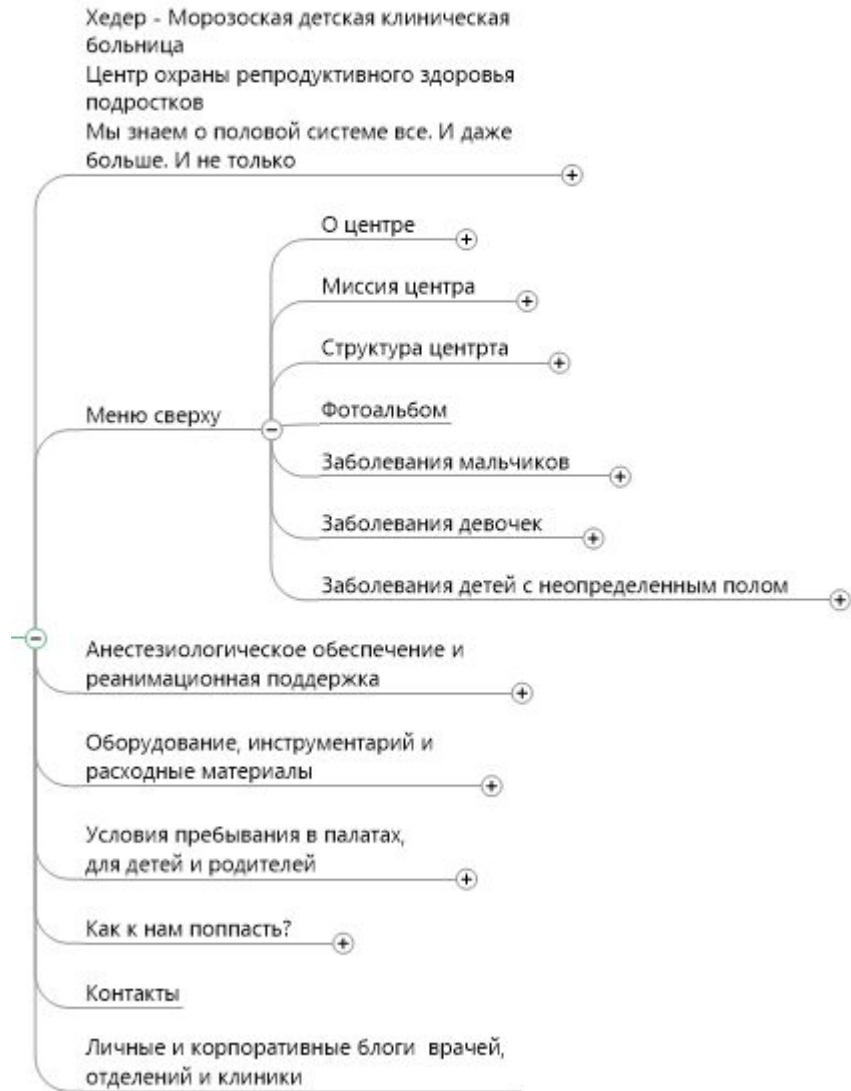 Хедер - Морозоская детская клиническая
больница
Центр охраны репродуктивного здоровья
подростков
Мы знаем о половой системе все. И даже
больше. И не только
О центре
Миссия центра
Структура центрта
Меню сверху
Фотоальбом
Заболевания мальчиков
Заболевания девочек
Заболевания детей с неопределенным полом
Анестезиологическое обеспечение и
реанимационная поддержка
Оборудование, инструментарий и
расходные материалы
Условия пребывания в палатах,
для детей и родителей
Как к нам поппасть?
Контакты
Личные и корпоративные блоги врачей,
отделений и клиники